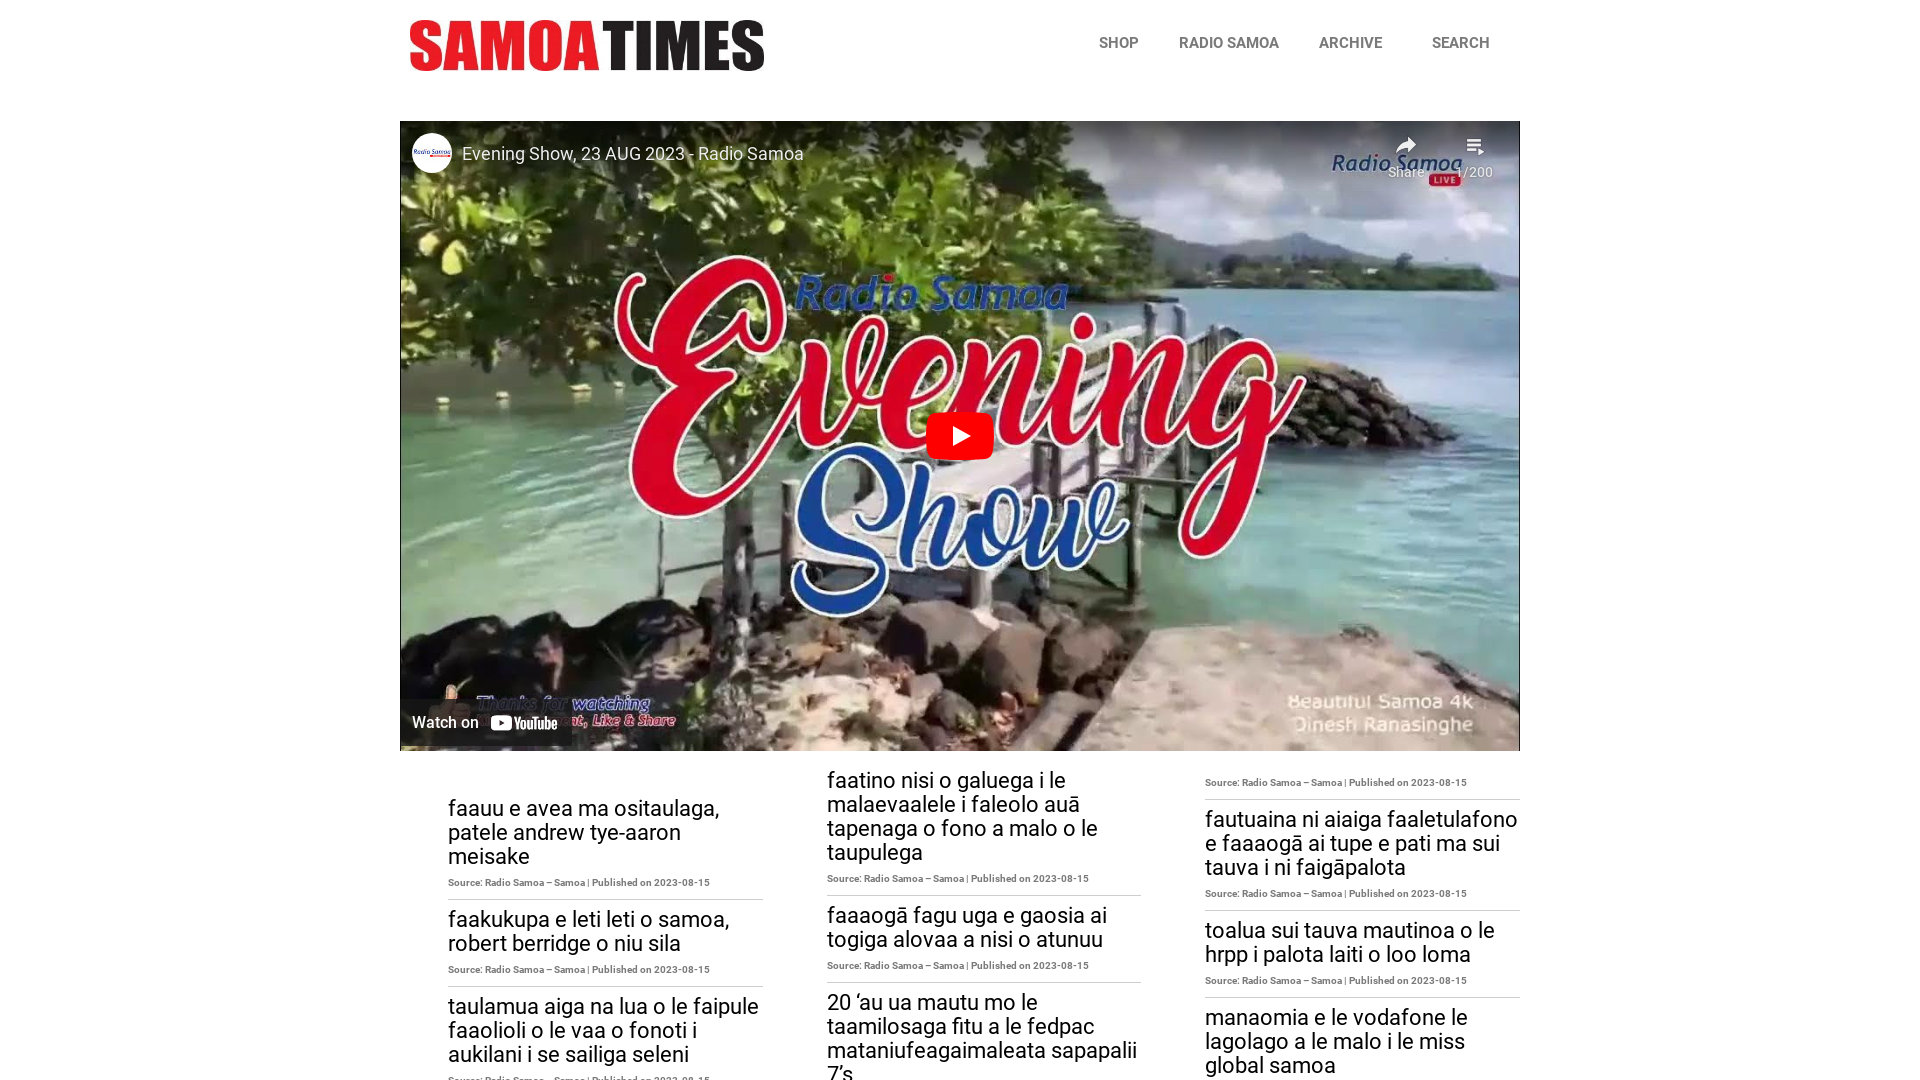 SAMOA TIMES
SHOP
RADIO SAMOA
ARCHIVE
SEARCH
Radio Samoa
Evening Show, 23 AUG 2023 - Radio Samoa
Radio Samoa
LIVE
Share
1/200
Radio Samoa
Evening
Show
Thanks for watching
Like & Share
Watch on YouTube
Beautiful Samoa 4k
Dinesh Ranasinghe
faauu e avea ma ositaulaga,
patele andrew tye-aaron
meisake
Source: Radio Samoa – Samoa | Published on 2023-08-15
faakukupa e leti leti o samoa,
robert berridge o niu sila
Source: Radio Samoa – Samoa | Published on 2023-08-15
taulamua aiga na lua o le faipule
faaolioli o le vaa o fonoti i
aukilani i se sailiga seleni
Source: Radio Samoa – Samoa | Published on 2023-08-15
faatino nisi o galuega i le
malaevaalele i faleolo auā
tapenaga o fono a malo o le
taupulega
Source: Radio Samoa – Samoa | Published on 2023-08-15
faaaogā fagu uga e gaosia ai
togiga alovaa a nisi o atunuu
Source: Radio Samoa – Samoa | Published on 2023-08-15
20 ‘au ua mautu mo le
taamilosaga fitu a le fedpac
mataniufeagaimaleata sapapalii
7’s
Source: Radio Samoa – Samoa | Published on 2023-08-15
fautuaina ni aiaiga faaletulafono
e faaaogā ai tupe e pati ma sui
tauva i ni faigāpalota
Source: Radio Samoa – Samoa | Published on 2023-08-15
toalua sui tauva mautinoa o le
hrpp i palota laiti o loo loma
Source: Radio Samoa – Samoa | Published on 2023-08-15
manaomia e le vodafone le
lagolago a le malo i le miss
global samoa